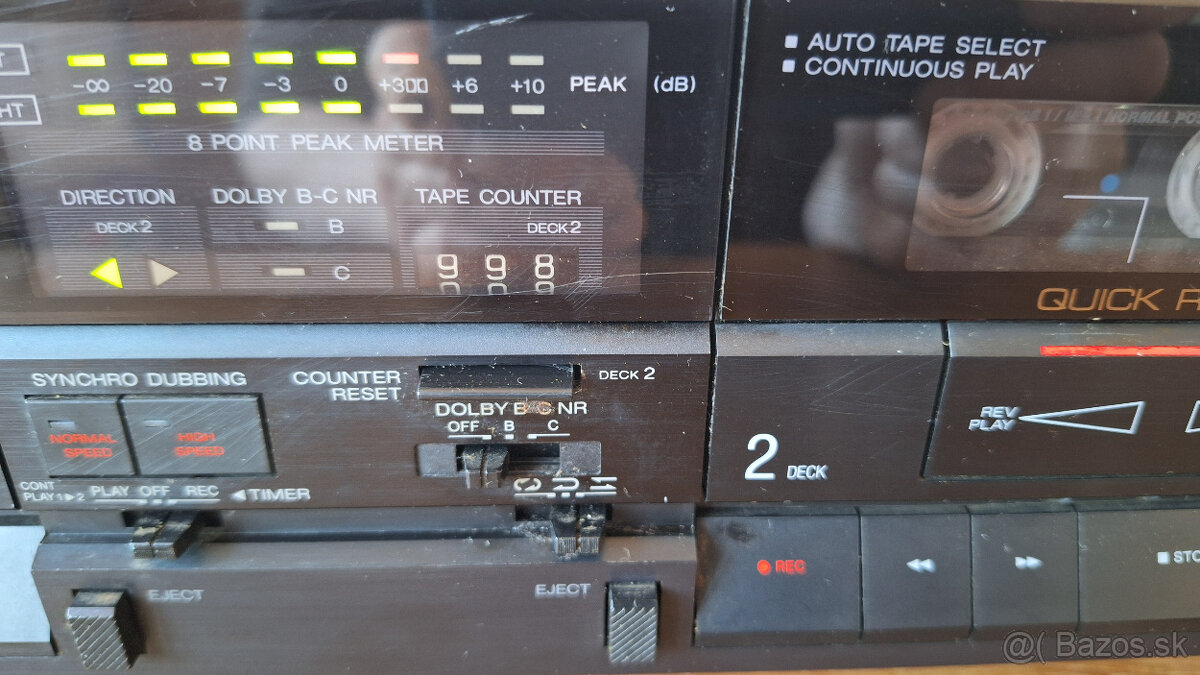 T
-∞ -20 -7 -3 0 +3 +6 +10 PEAK (dB)
HT
8 POINT PEAK METER
DIRECTION
DECK 2
DOLBY B-C NR
B
C
TAPE COUNTER
DECK 2
998
■ AUTO TAPE SELECT
■ CONTINUOUS PLAY
QUICK R
SYNCHRO DUBBING
NORMAL SPEED
HIGH SPEED
COUNTER RESET
DECK 2
DOLBY B-C NR
OFF B C
CONT PLAY 1▶2 PLAY OFF REC ◀TIMER
EJECT
EJECT
2 DECK
REV PLAY
● REC
◀◀
▶▶
■ STO
@( Bazos.sk